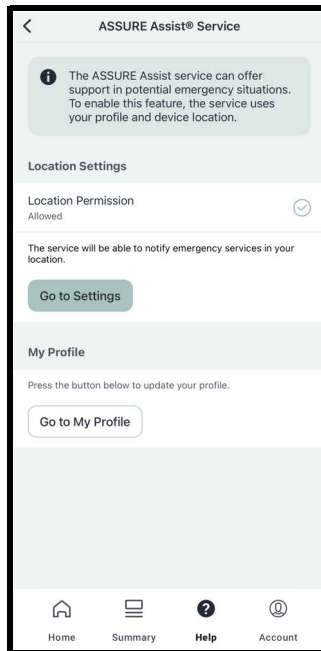 ASSURE Assist® Service
The ASSURE Assist service can offer
support in potential emergency situations.
To enable this feature, the service uses
your profile and device location.
Location Settings
Location Permission
Allowed
The service will be able to notify emergency services in your
location.
Go to Settings
My Profile
Press the button below to update your profile.
Go to My Profile
Home Summary Help Account